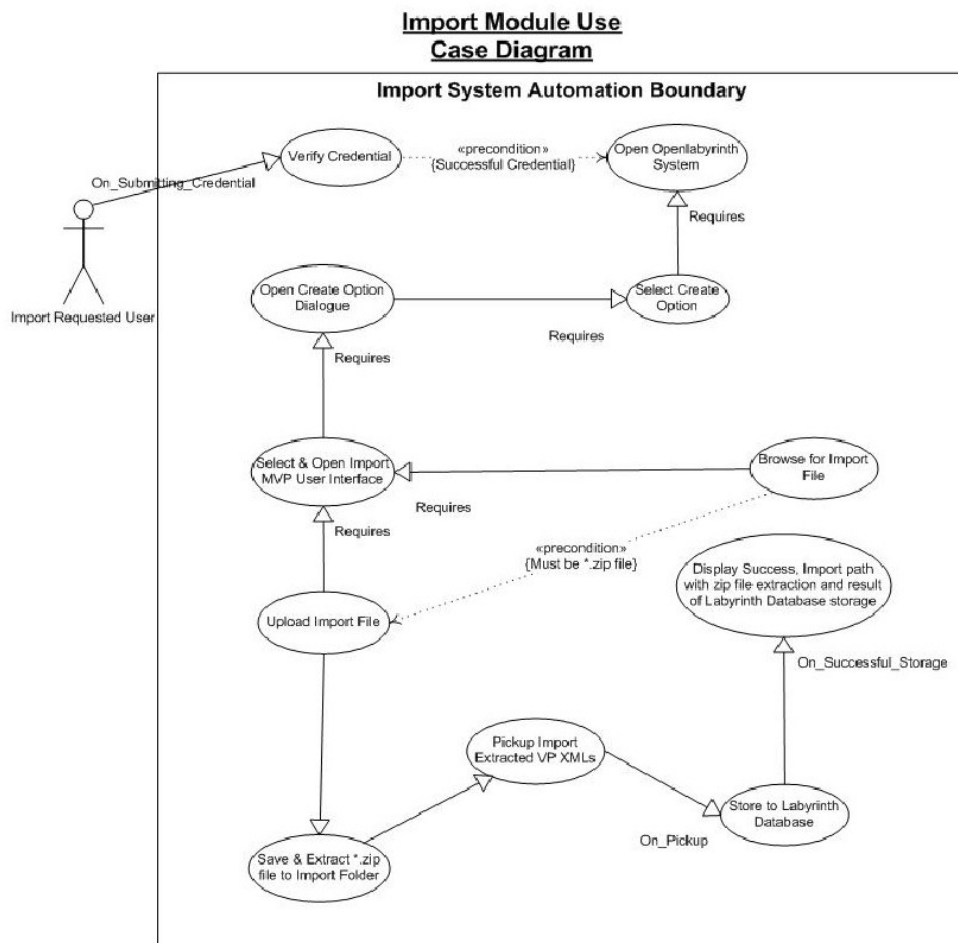 Import Module Use
Case Diagram
Import System Automation Boundary
Verify Credential
«precondition»
{Successful Credential}
Open Openlabyrinth
System
On_Submitting_Credential
Requires
Import Requested User
Open Create Option
Dialogue
Select Create
Option
Requires
Requires
Select & Open Import
MVP User Interface
Browse for Import
File
Requires
Requires
«precondition»
{Must be *.zip file}
Display Success, Import path
with zip file extraction and result
of Labyrinth Database storage
Upload Import File
On_Successful_Storage
Pickup Import
Extracted VP XMLs
Store to Labyrinth
Database
On_Pickup
Save & Extract *.zip
file to Import Folder